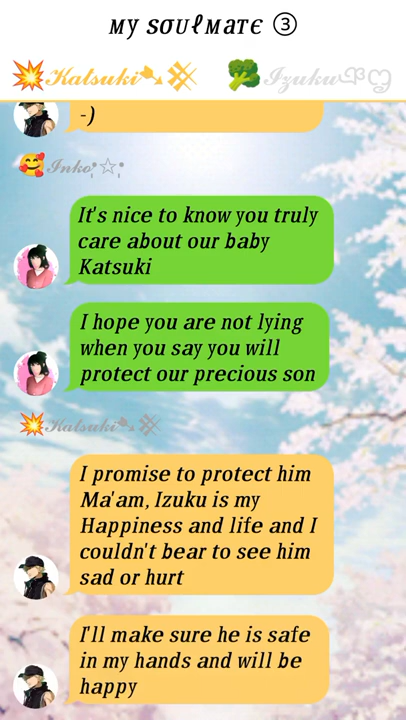 my soulmate ③
💥Katsuki
🥦Izuku
-)
🥰Inko
It's nice to know you truly
care about our baby
Katsuki
I hope you are not lying
when you say you will
protect our precious son
💥Katsuki
I promise to protect him
Ma'am, Izuku is my
Happiness and life and I
couldn't bear to see him
sad or hurt
I'll make sure he is safe
in my hands and will be
happy